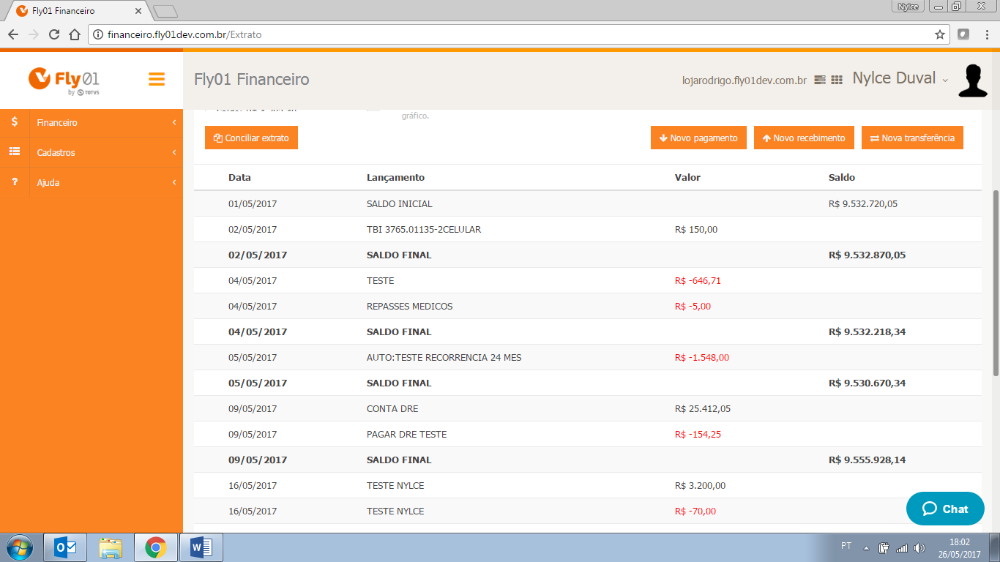 Fly01 Financeiro
Nylce
financeiro.fly01dev.com.br/Extrato
Fly01
by TOTVS
Fly01 Financeiro
lojarodrigo.fly01dev.com.br
Nylce Duval
Financeiro
Cadastros
Ajuda
gráfico.
Conciliar extrato
Novo pagamento
Novo recebimento
Nova transferência
Data Lançamento Valor Saldo
01/05/2017 SALDO INICIAL R$ 9.532.720,05
02/05/2017 TBI 3765.01135-2CELULAR R$ 150,00
02/05/2017 SALDO FINAL R$ 9.532.870,05
04/05/2017 TESTE R$ -646,71
04/05/2017 REPASSES MEDICOS R$ -5,00
04/05/2017 SALDO FINAL R$ 9.532.218,34
05/05/2017 AUTO:TESTE RECORRENCIA 24 MES R$ -1.548,00
05/05/2017 SALDO FINAL R$ 9.530.670,34
09/05/2017 CONTA DRE R$ 25.412,05
09/05/2017 PAGAR DRE TESTE R$ -154,25
09/05/2017 SALDO FINAL R$ 9.555.928,14
16/05/2017 TESTE NYLCE R$ 3.200,00
16/05/2017 TESTE NYLCE R$ -70,00
Chat
PT
18:02
26/05/2017